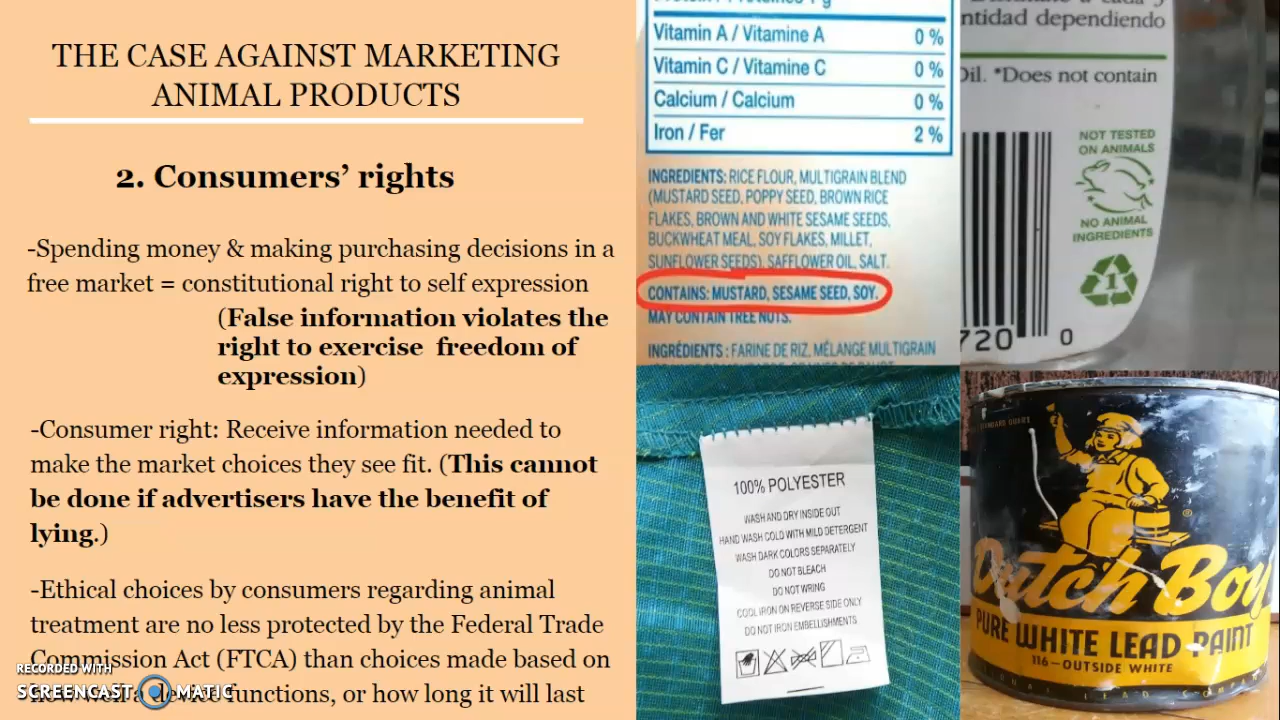 THE CASE AGAINST MARKETING
ANIMAL PRODUCTS
2. Consumers’ rights
-Spending money & making purchasing decisions in a
free market = constitutional right to self expression
(False information violates the
right to exercise freedom of
expression)
-Consumer right: Receive information needed to
make the market choices they see fit. (This cannot
be done if advertisers have the benefit of
lying.)
-Ethical choices by consumers regarding animal
treatment are no less protected by the Federal Trade
Commission Act (FTCA) than choices made based on
how well a device functions, or how long it will last
RECORDED WITH
SCREENCAST-O-MATIC
Vitamin A / Vitamine A 0 %
Vitamin C / Vitamine C 0 %
Calcium / Calcium 0 %
Iron / Fer 2 %
INGREDIENTS: RICE FLOUR, MULTIGRAIN BLEND
(MUSTARD SEED, POPPY SEED, BROWN RICE
FLAKES, BROWN AND WHITE SESAME SEEDS,
BUCKWHEAT MEAL, SOY FLAKES, MILLET,
SUNFLOWER SEEDS), SAFFLOWER OIL, SALT.
CONTAINS: MUSTARD, SESAME SEED, SOY.
MAY CONTAIN TREE NUTS.
INGRÉDIENTS : FARINE DE RIZ, MÉLANGE MULTIGRAIN
ntidad dependiendo
Oil. *Does not contain
NOT TESTED
ON ANIMALS
NO ANIMAL
INGREDIENTS
1
720 0
100% POLYESTER
WASH AND DRY INSIDE OUT
HAND WASH COLD WITH MILD DETERGENT
WASH DARK COLORS SEPARATELY
DO NOT BLEACH
DO NOT WRING
COOL IRON ON REVERSE SIDE ONLY
DO NOT IRON EMBELLISHMENTS
Dutch Boy
®
PURE WHITE LEAD PAINT
116-OUTSIDE WHITE